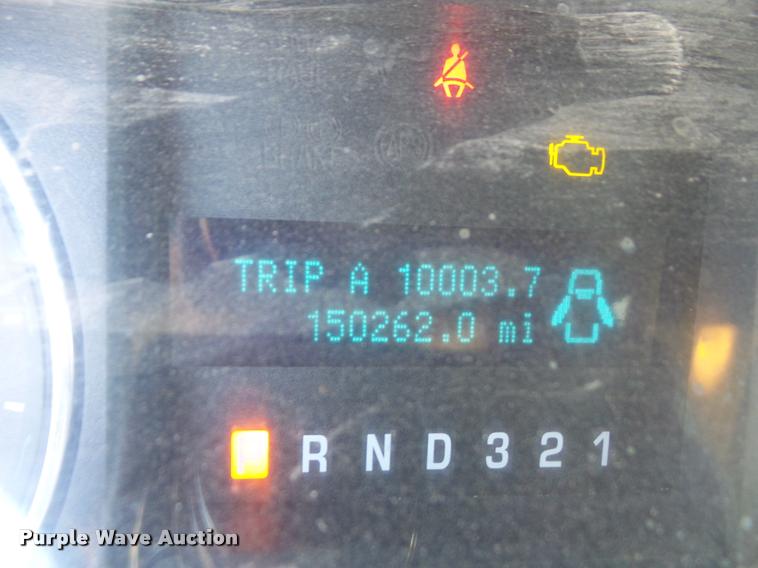 TRIP A 10003.7
150262.0 mi
P R N D 3 2 1
Purple Wave Auction